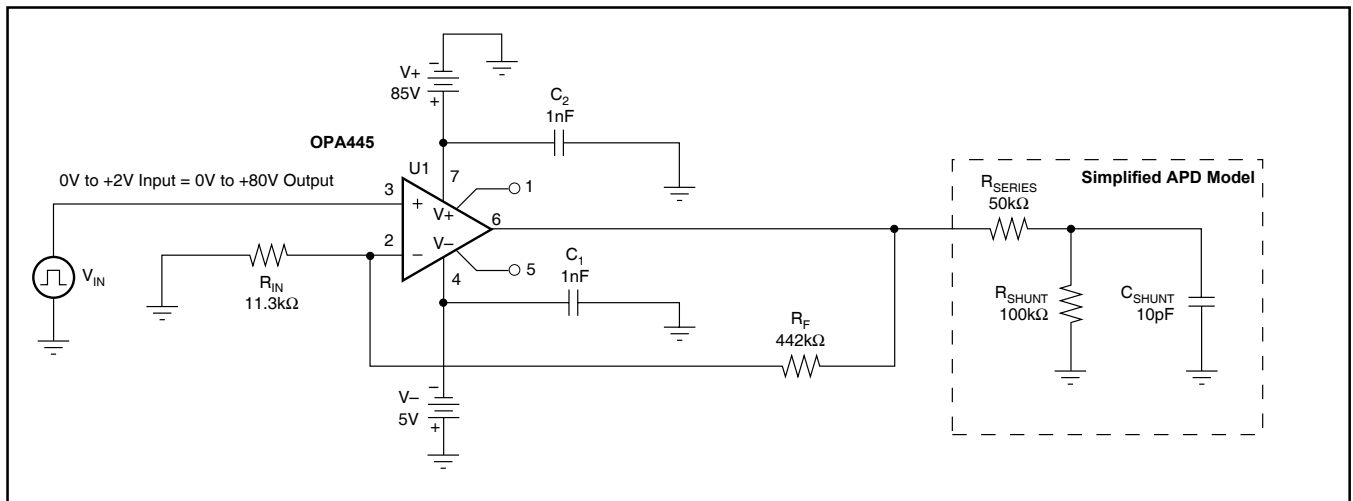 −
V+
85V
+
C2
1nF
OPA445
U1
7
0V to +2V Input = 0V to +80V Output
3
+
V+
1
6
2
−
V−
5
4
VIN
RIN
11.3kΩ
C1
1nF
RF
442kΩ
−
V−
5V
+
Simplified APD Model
RSERIES
50kΩ
RSHUNT
100kΩ
CSHUNT
10pF